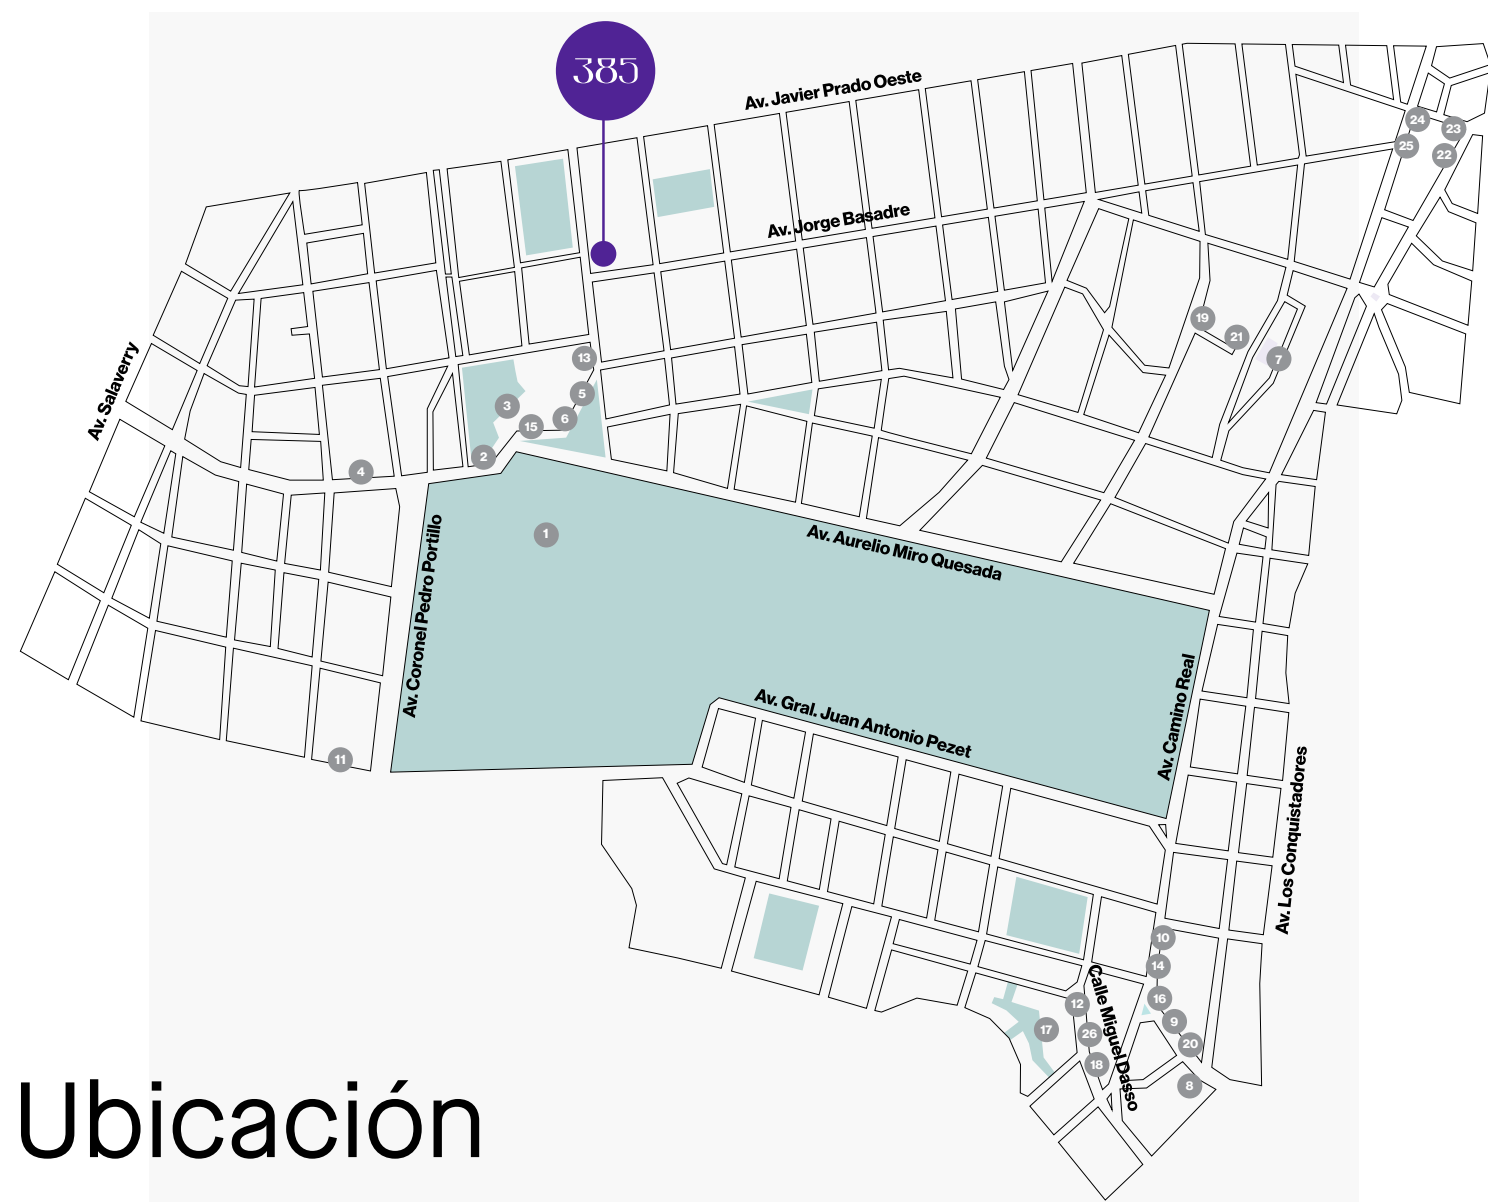 385
Av. Javier Prado Oeste
24
23
25
22
Av. Jorge Basadre
19
21
7
Av. Salaverry
13
5
3
6
15
2
4
1
Av. Coronel Pedro Portillo
Av. Aurelio Miro Quesada
Av. Camino Real
Av. Gral. Juan Antonio Pezet
11
Av. Los Conquistadores
10
14
Calle Miguel Dasso
16
12
9
17
26
20
18
8
Ubicación